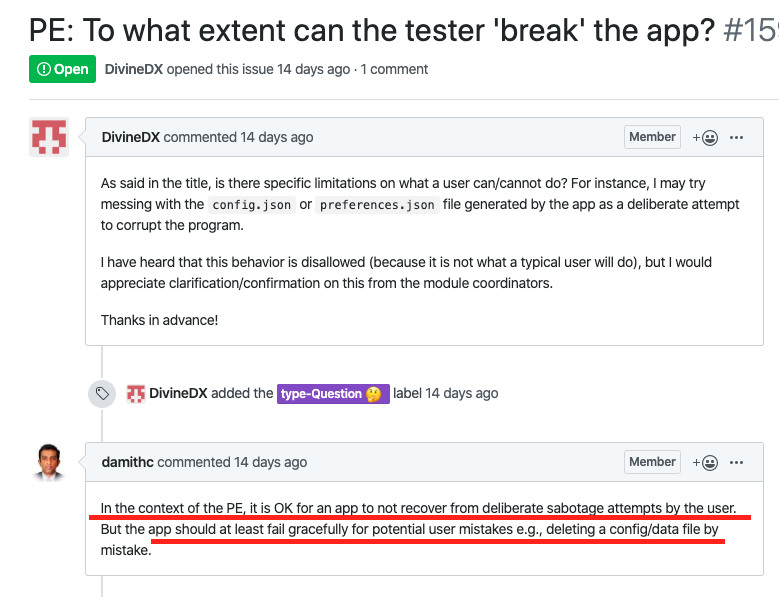 PE: To what extent can the tester 'break' the app? #159
Open DivineDX opened this issue 14 days ago · 1 comment
DivineDX commented 14 days ago Member
As said in the title, is there specific limitations on what a user can/cannot do? For instance, I may try
messing with the config.json or preferences.json file generated by the app as a deliberate attempt
to corrupt the program.
I have heard that this behavior is disallowed (because it is not what a typical user will do), but I would
appreciate clarification/confirmation on this from the module coordinators.
Thanks in advance!
DivineDX added the type-Question 🤔 label 14 days ago
damithc commented 14 days ago Member
In the context of the PE, it is OK for an app to not recover from deliberate sabotage attempts by the user.
But the app should at least fail gracefully for potential user mistakes e.g., deleting a config/data file by
mistake.